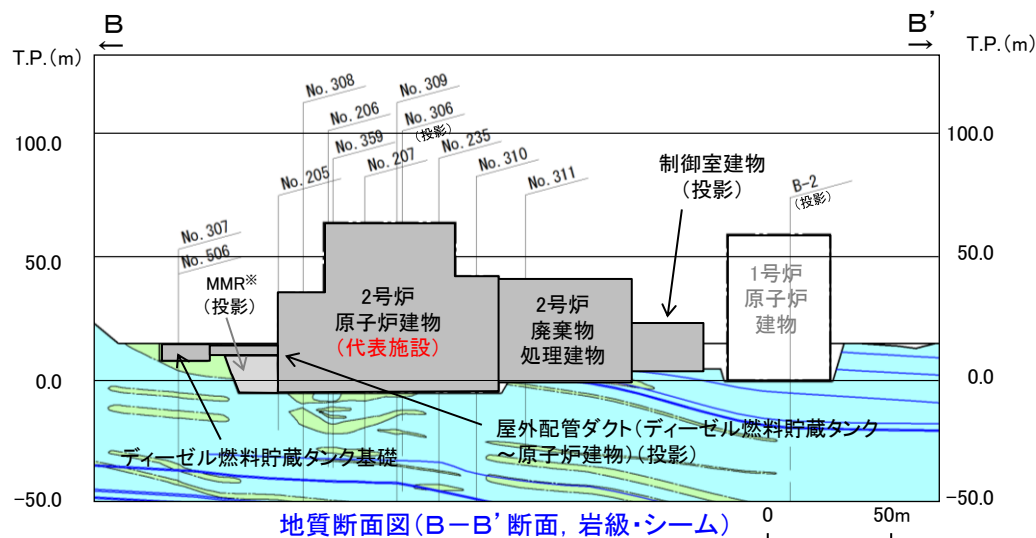 B
B’
T.P.(m)
T.P.(m)
No. 308
No. 309
No. 206
No. 306
(投影)
No. 359
No. 235
No. 207
No. 310
No. 205
No. 311
制御室建物
(投影)
B-2
(投影)
100.0
100.0
No. 307
No. 506
50.0
50.0
MMR※
(投影)
2号炉
原子炉建物
(代表施設)
2号炉
廃棄物
処理建物
1号炉
原子炉
建物
0.0
0.0
屋外配管ダクト(ディーゼル燃料貯蔵タンク
~原子炉建物)(投影)
ディーゼル燃料貯蔵タンク基礎
-50.0
-50.0
地質断面図(B-B’断面,岩級・シーム)
0 50m